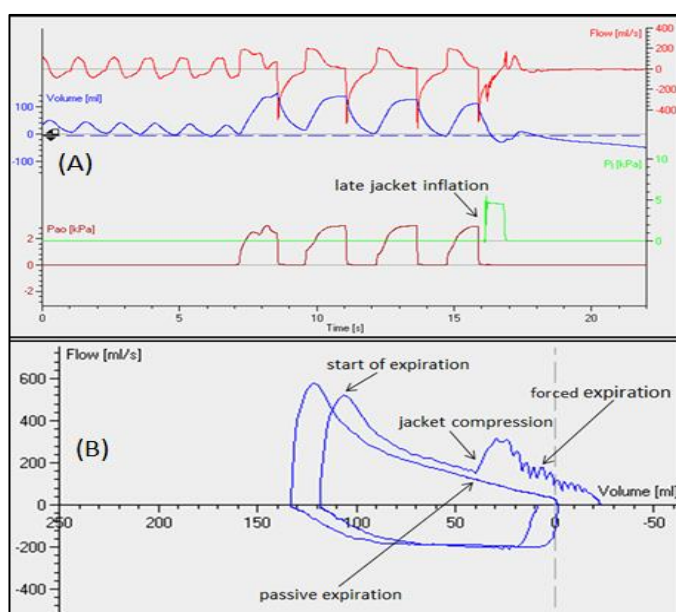 400
Flow [ml/s]
200
0
-200
-400
Volume [ml]
100
0
-100
(A)
10
Pj [kPa]
5
0
late jacket inflation
Pao [kPa]
2
0
-2
0
5
10
15
20
Time [s]
Flow [ml/s]
600
400
200
0
-200
-400
(B)
start of expiration
forced expiration
jacket compression
Volume [ml]
250
200
150
100
50
0
-50
passive expiration